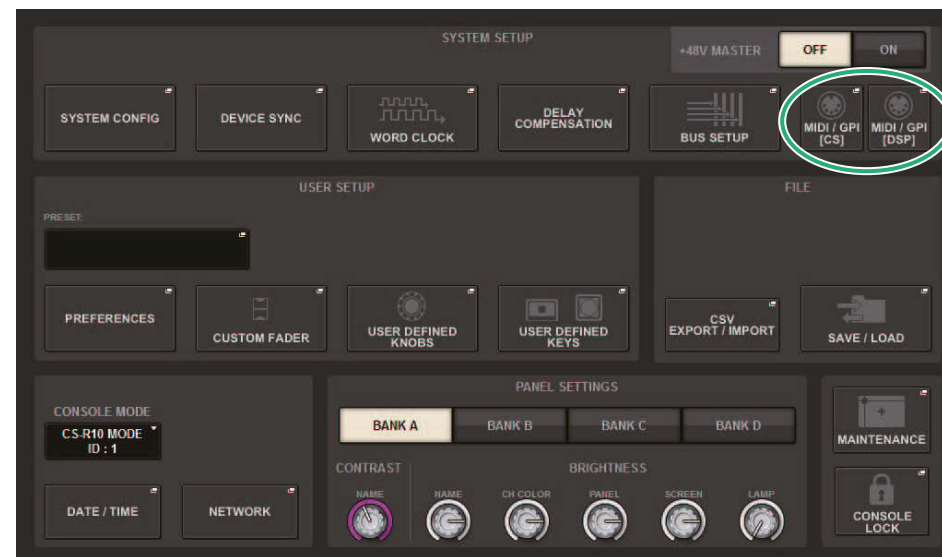 SYSTEM SETUP
+48V MASTER
OFF
ON
SYSTEM CONFIG
DEVICE SYNC
WORD CLOCK
DELAY
COMPENSATION
BUS SETUP
MIDI / GPI
[CS]
MIDI / GPI
[DSP]
USER SETUP
PRESET
PREFERENCES
CUSTOM FADER
USER DEFINED
KNOBS
USER DEFINED
KEYS
FILE
CSV
EXPORT / IMPORT
SAVE / LOAD
CONSOLE MODE
CS-R10 MODE
ID : 1
DATE / TIME
NETWORK
PANEL SETTINGS
BANK A
BANK B
BANK C
BANK D
CONTRAST
BRIGHTNESS
NAME
NAME
CH COLOR
PANEL
SCREEN
LAMP
MAINTENANCE
CONSOLE
LOCK